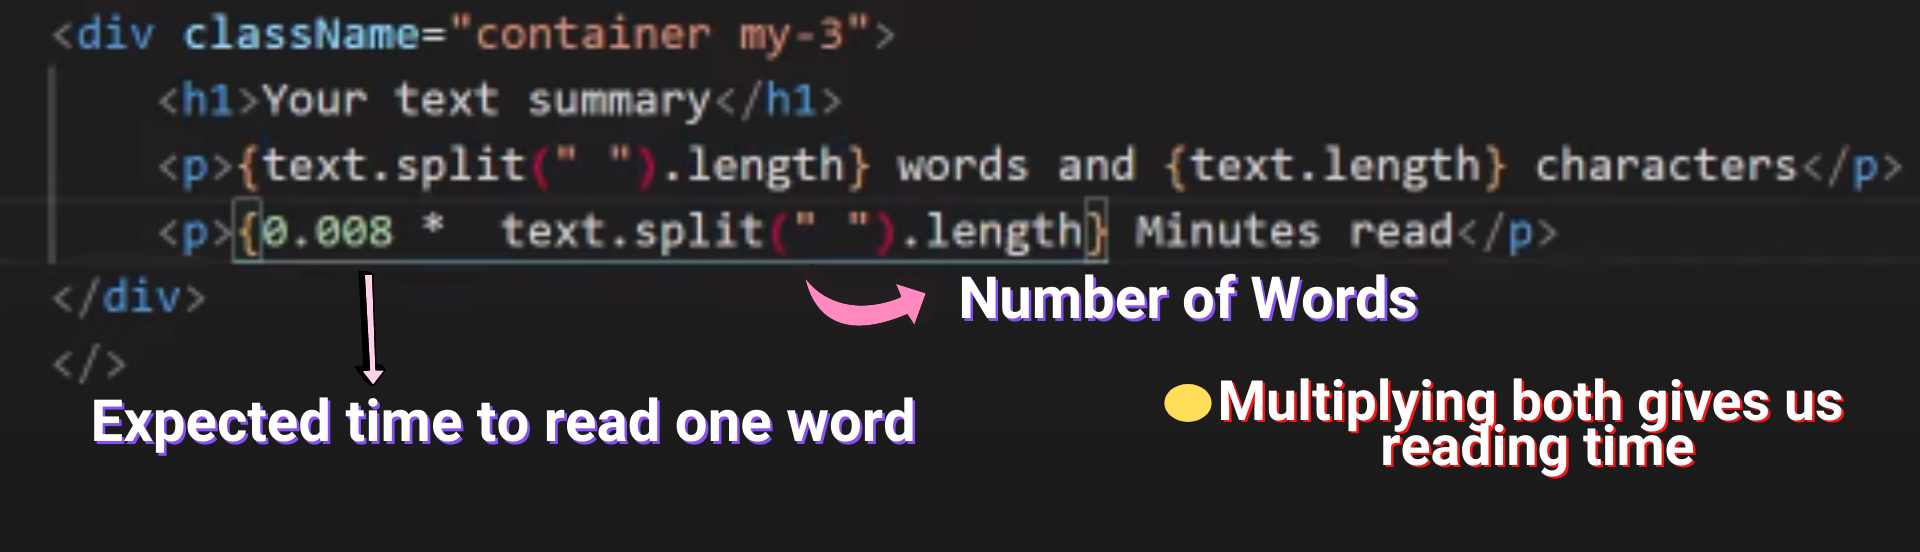 <div className="container my-3">
<h1>Your text summary</h1>
<p>{text.split(" ").length} words and {text.length} characters</p>
<p>{0.008 *  text.split(" ").length} Minutes read</p>
</div>
</>
Number of Words
Expected time to read one word
Multiplying both gives us
reading time